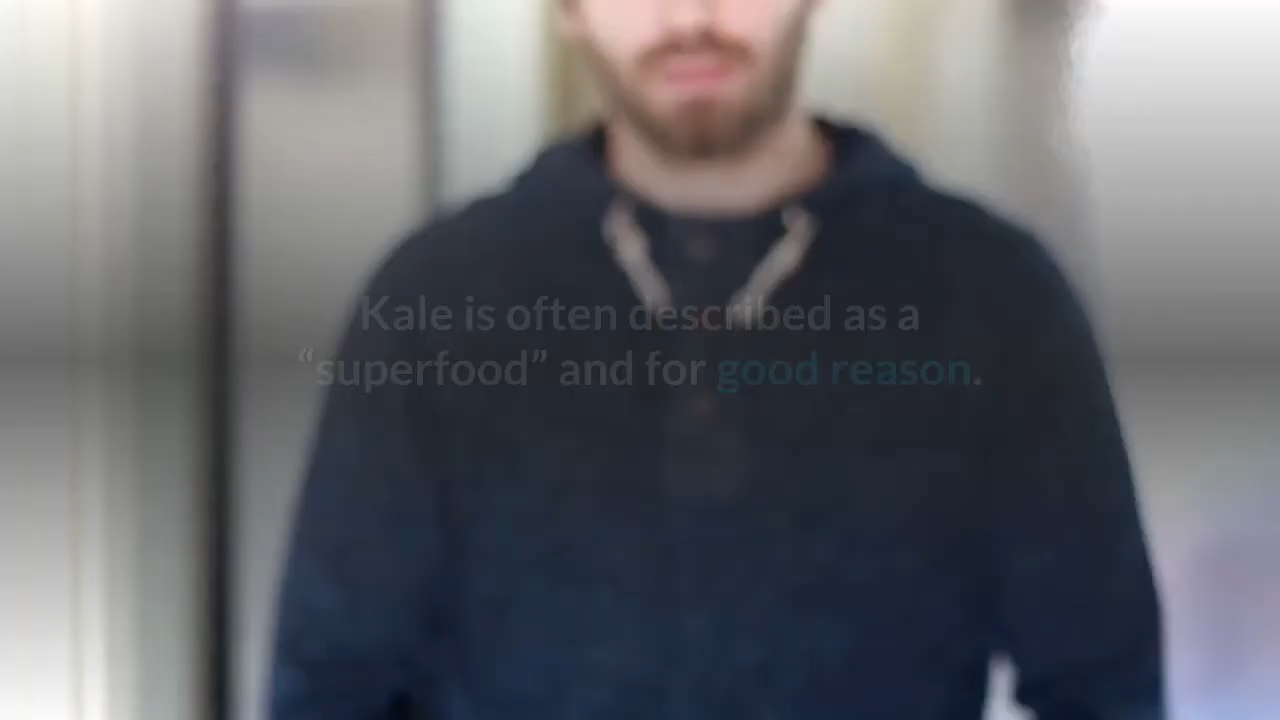 Kale is often described as a
“superfood” and for good reason.